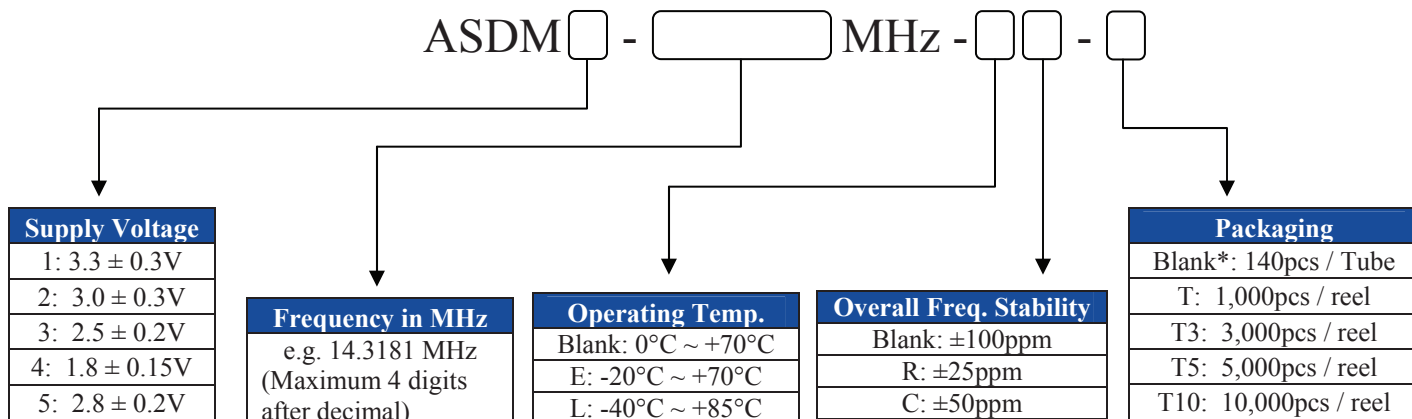 ASDM - MHz - -
Supply Voltage
1: 3.3 ± 0.3V
2: 3.0 ± 0.3V
3: 2.5 ± 0.2V
4: 1.8 ± 0.15V
5: 2.8 ± 0.2V
Frequency in MHz
e.g. 14.3181 MHz
(Maximum 4 digits
after decimal)
Operating Temp.
Blank: 0°C ~ +70°C
E: -20°C ~ +70°C
L: -40°C ~ +85°C
Overall Freq. Stability
Blank: ±100ppm
R: ±25ppm
C: ±50ppm
Packaging
Blank*: 140pcs / Tube
T: 1,000pcs / reel
T3: 3,000pcs / reel
T5: 5,000pcs / reel
T10: 10,000pcs / reel